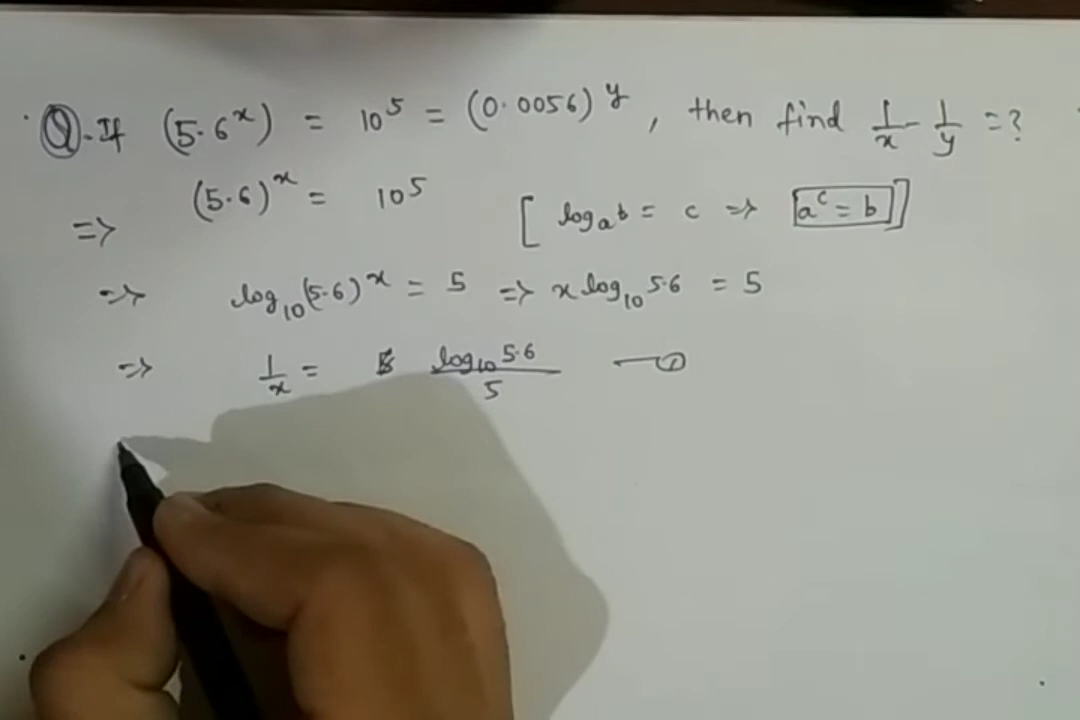 Q. If (5.6^x) = 10^5 = (0.0056)^y, then find 1/x - 1/y = ?
=> (5.6)^x = 10^5 [log_a b = c => a^c = b]
=> log_10 (5.6)^x = 5 => x log_10 5.6 = 5
=> 1/x = log_10 5.6 / 5 — ①